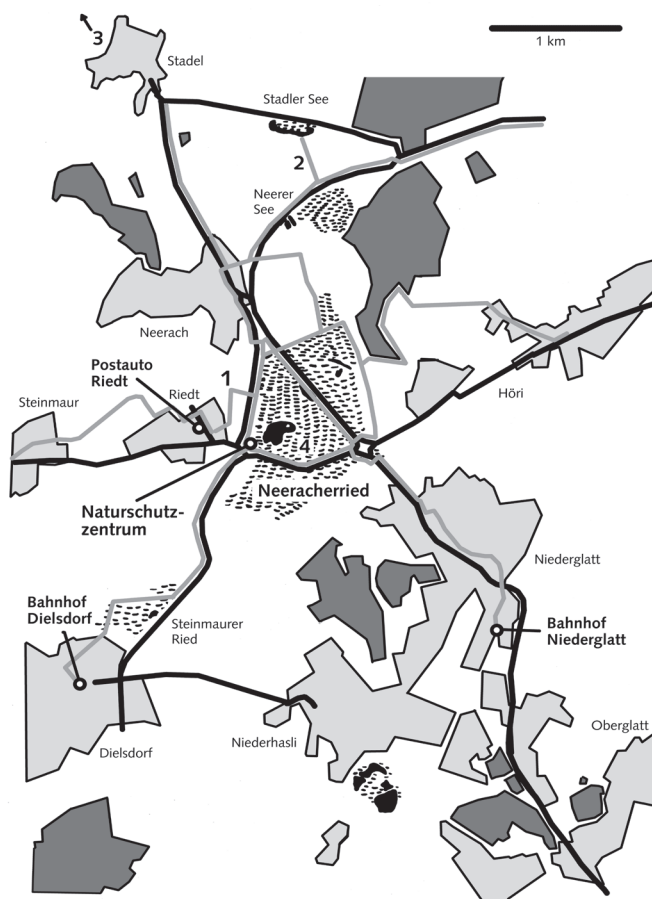 3
Stadel
1 km
Stadler See
2
Neerer
See
Neerach
Postauto
Riedt
1
Riedt
Steinmaur
Höri
4
Neeracherried
Naturschutz-
zentrum
Niederglatt
Bahnhof
Dielsdorf
Steinmaurer
Ried
Bahnhof
Niederglatt
Oberglatt
Niederhasli
Dielsdorf